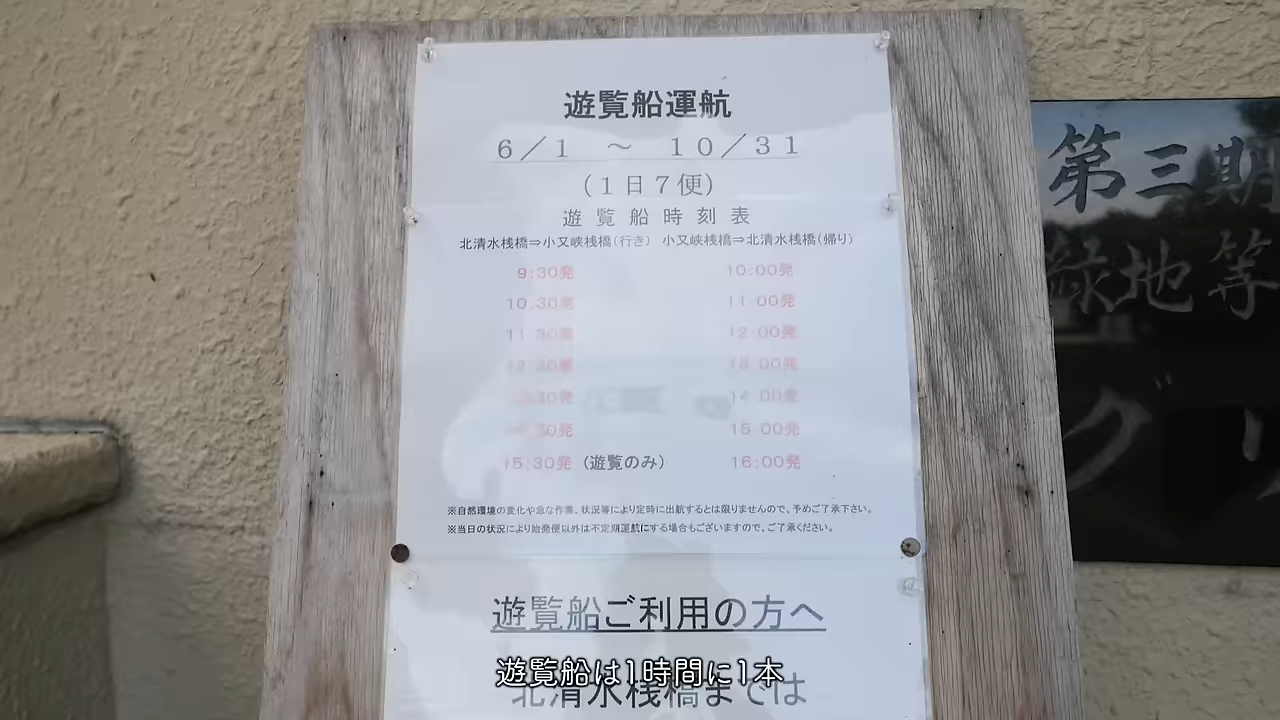 遊覧船運航
6／1 ～ 10／31
(1日7便)
遊覧船時刻表
北清水桟橋⇒小又峡桟橋(行き) 小又峡桟橋⇒北清水桟橋(帰り)
9:30発 10:00発
10:30発 11:00発
11:30発 12:00発
12:30発 13:00発
13:30発 14:00発
14:30発 15:00発
15:30発 (遊覧のみ) 16:00発
※自然環境の変化や急な作業、状況等により定時に出航するとは限りませんので、予めご了承下さい。
※当日の状況により始発便以外は不定期運航にする場合もございますので、ご了承ください。
遊覧船ご利用の方へ
北清水桟橋までは
遊覧船は1時間に1本
第三期
緑地等